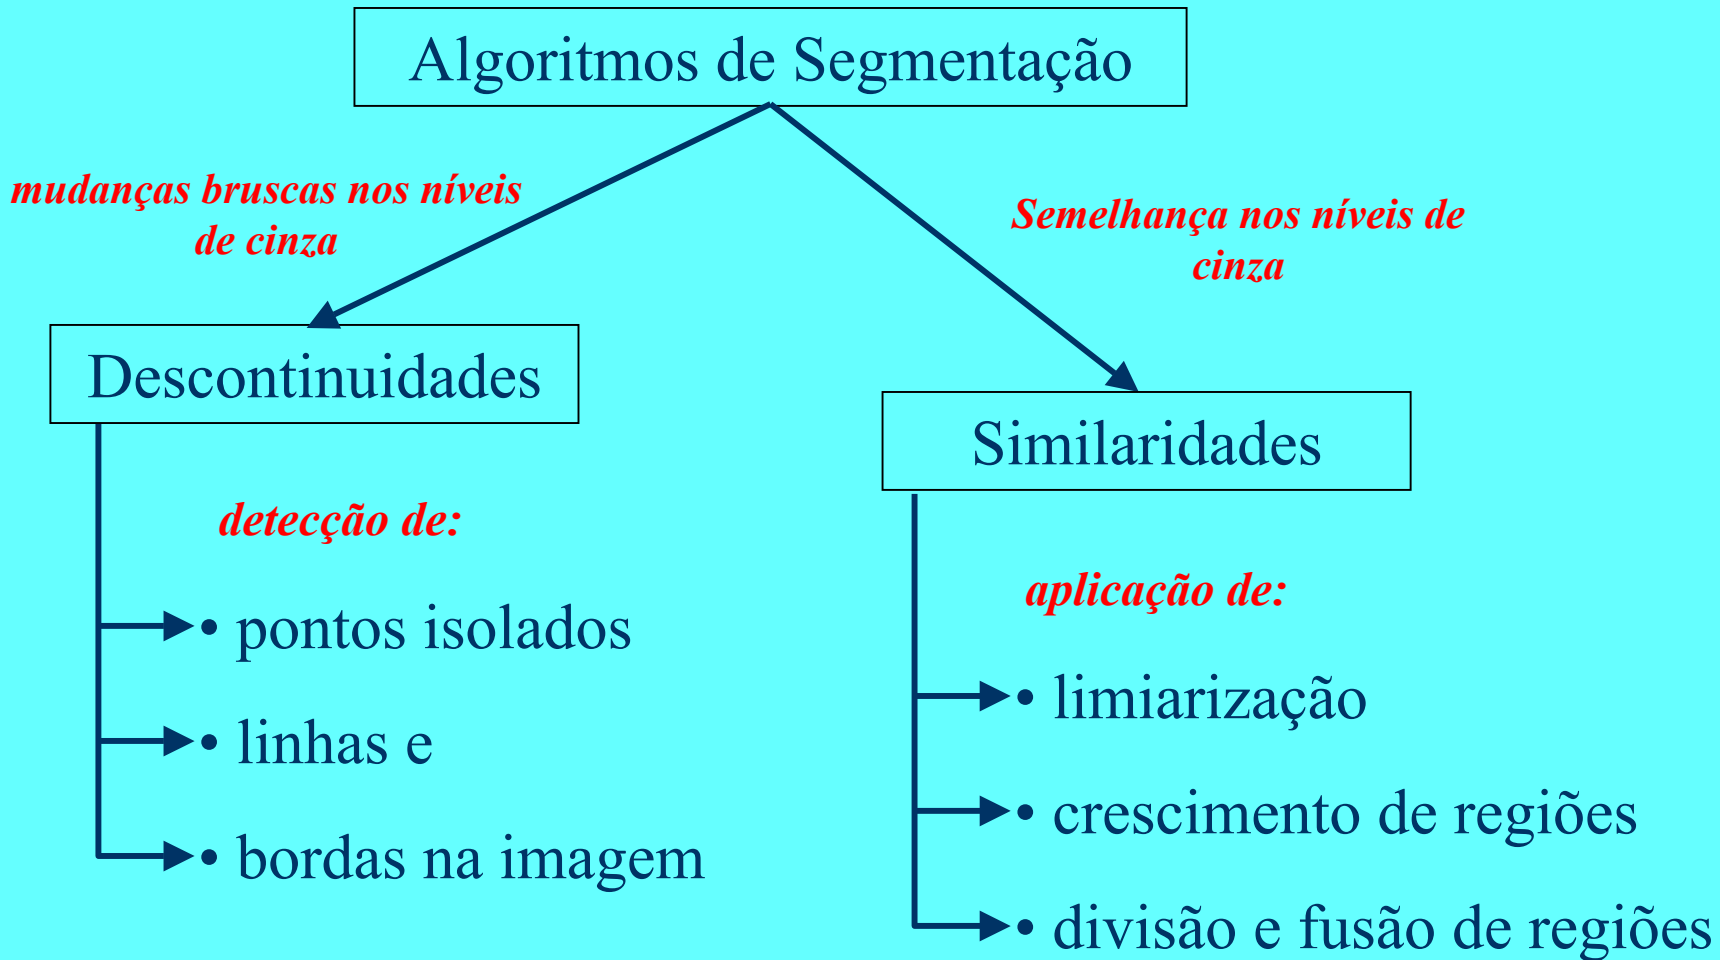 Algoritmos de Segmentação
mudanças bruscas nos níveis
de cinza
Semelhança nos níveis de
cinza
Descontinuidades
Similaridades
detecção de:
• pontos isolados
• linhas e
• bordas na imagem
aplicação de:
• limiarização
• crescimento de regiões
• divisão e fusão de regiões